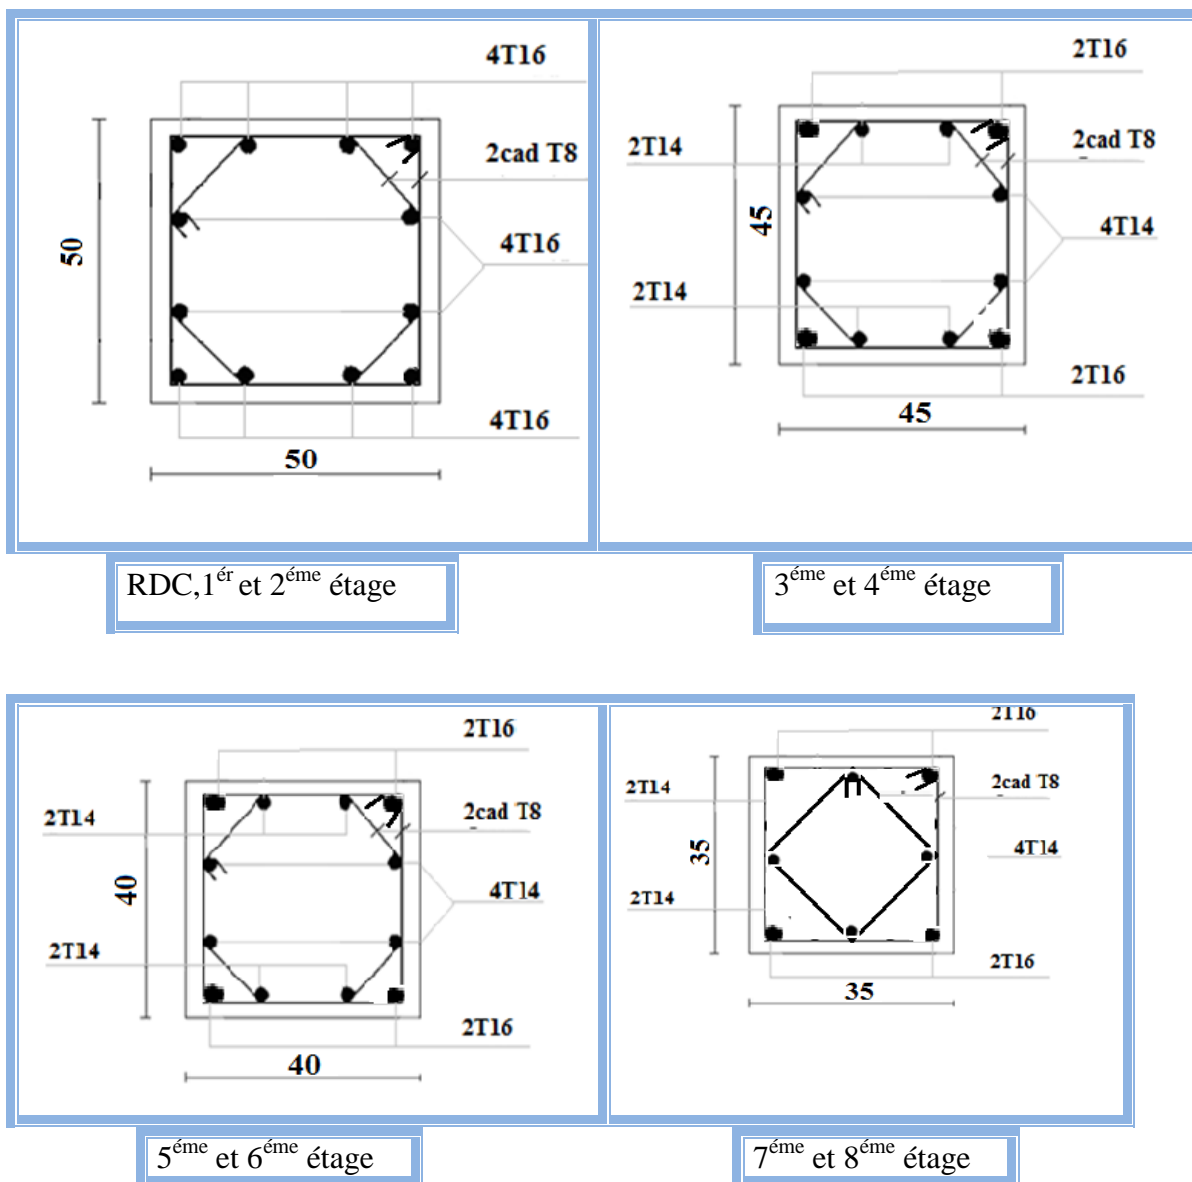 4T16
2cad T8
50
4T16
4T16
50
RDC,1ér et 2éme étage
2T16
2T14
2cad T8
45
4T14
2T14
2T16
45
3éme et 4éme étage
2T16
2T14
2cad T8
40
4T14
2T14
2T16
40
5éme et 6éme étage
2T16
2T14
2cad T8
35
4T14
2T14
2T16
35
7éme et 8éme étage